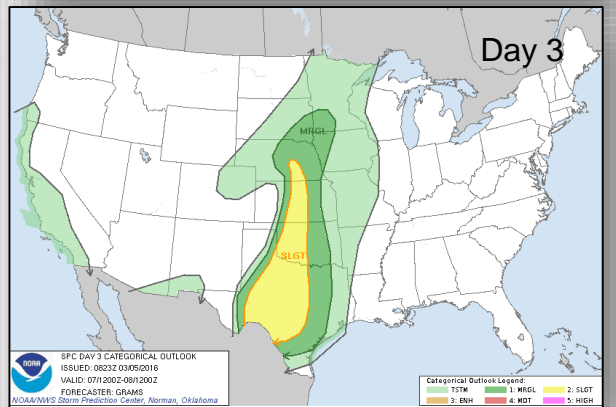 Day 3
MRGL
SLGT
NOAA
SPC DAY 3 CATEGORICAL OUTLOOK
ISSUED: 0823Z 03/05/2016
VALID: 07/1200Z-08/1200Z
FORECASTER: GRAMS
NOAA/NWS Storm Prediction Center, Norman, Oklahoma
Categorical Outlook Legend:
TSTM 1: MRGL 2: SLGT
3: ENH 4: MDT 5: HIGH